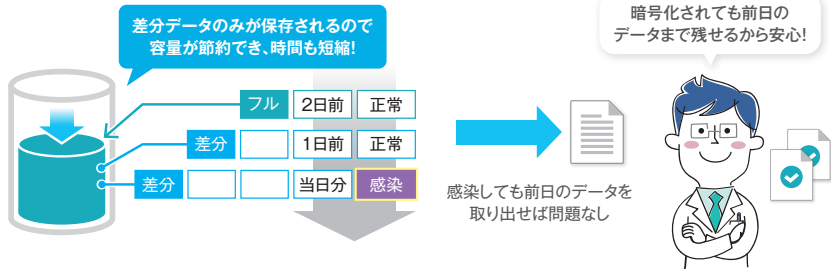 差分データのみが保存されるので
容量が節約でき、時間も短縮!
フル 2日前 正常
差分 1日前 正常
差分 当日分 感染
感染しても前日のデータを
取り出せば問題なし
暗号化されても前日の
データまで残せるから安心!